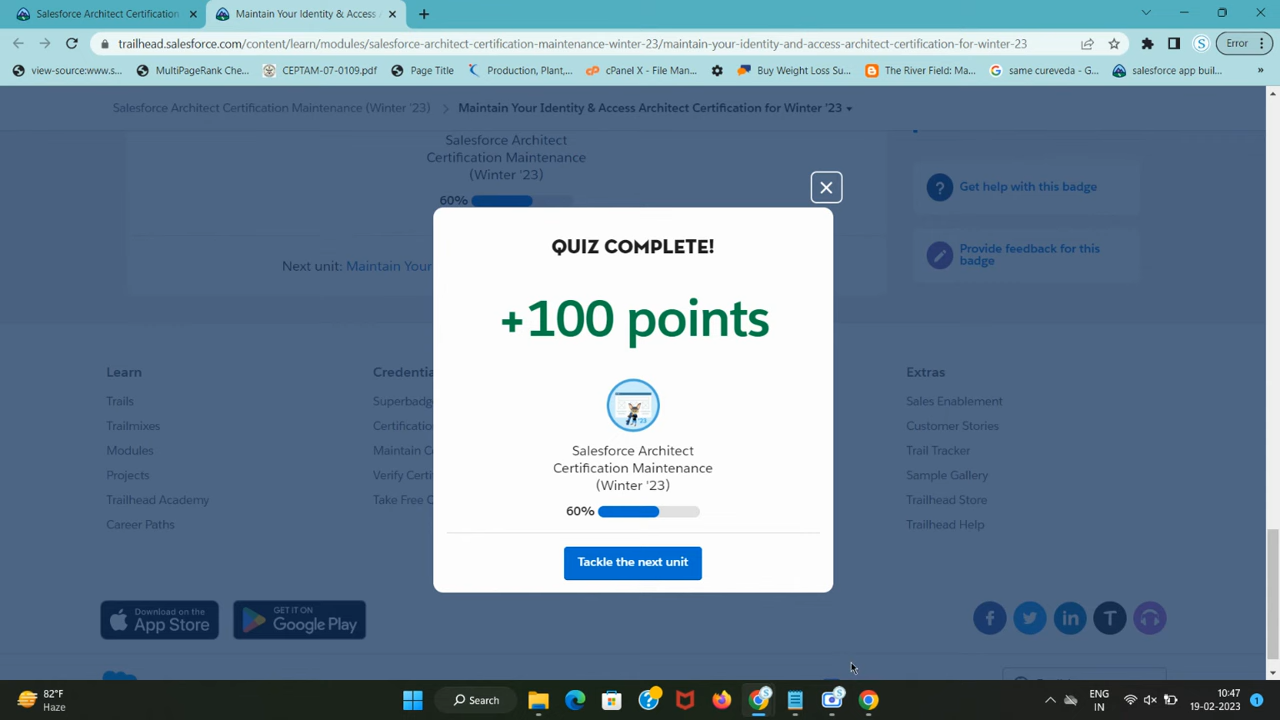 Salesforce Architect Certification
Maintain Your Identity & Access
trailhead.salesforce.com/content/learn/modules/salesforce-architect-certification-maintenance-winter-23/maintain-your-identity-and-access-architect-certification-for-winter-23
Error
view-source:www.s...
MultiPageRank Che...
CEPTAM-07-0109.pdf
Page Title
Production, Plant,...
cPanel X - File Man...
Buy Weight Loss Su...
The River Field: Ma...
same cureveda - G...
salesforce app buil...
Salesforce Architect Certification Maintenance (Winter '23)
Maintain Your Identity & Access Architect Certification for Winter '23
Salesforce Architect
Certification Maintenance
(Winter '23)
60%
Next unit: Maintain Your
Get help with this badge
Provide feedback for this
badge
QUIZ COMPLETE!
+100 points
Salesforce Architect
Certification Maintenance
(Winter '23)
60%
Tackle the next unit
Learn
Trails
Trailmixes
Modules
Projects
Trailhead Academy
Career Paths
Credentia
Superbadg
Certification
Maintain C
Verify Certi
Take Free C
Extras
Sales Enablement
Customer Stories
Trail Tracker
Sample Gallery
Trailhead Store
Trailhead Help
Download on the
App Store
GET IT ON
Google Play
82°F
Haze
Search
ENG
IN
10:47
19-02-2023